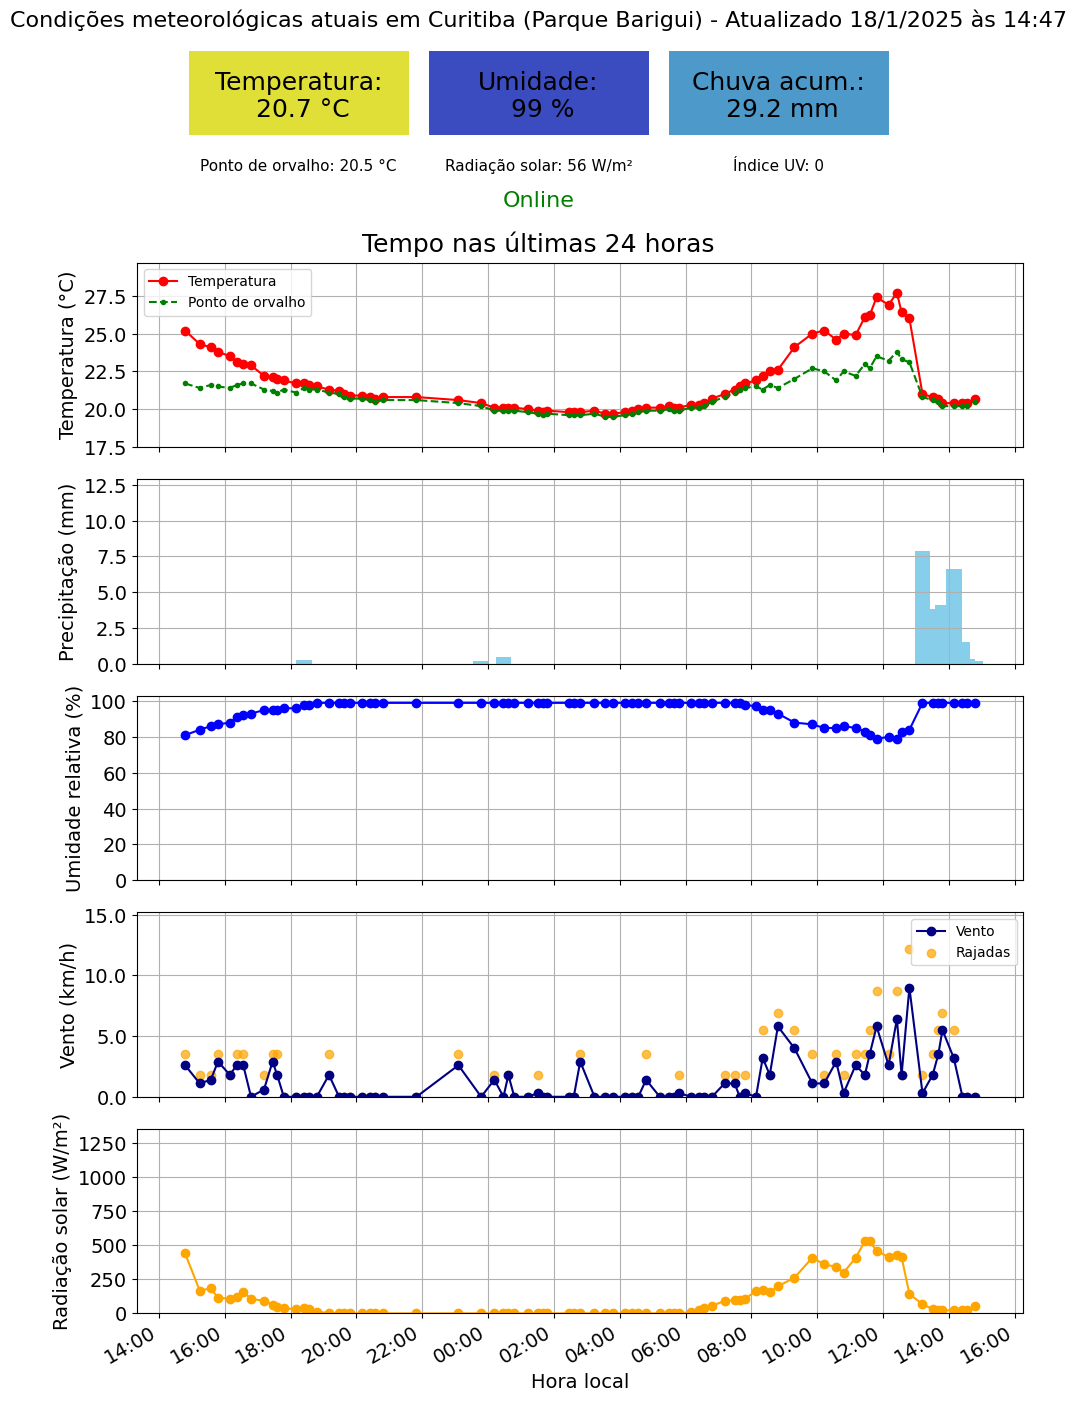 Condições meteorológicas atuais em Curitiba (Parque Barigui) - Atualizado 18/1/2025 às 14:47
Temperatura:
20.7 °C
Umidade:
99 %
Chuva acum.:
29.2 mm
Ponto de orvalho: 20.5 °C
Radiação solar: 56 W/m²
Índice UV: 0
Online
Tempo nas últimas 24 horas
Temperatura (°C)
27.5
25.0
22.5
20.0
17.5
Temperatura
Ponto de orvalho
Precipitação (mm)
12.5
10.0
7.5
5.0
2.5
0.0
Umidade relativa (%)
100
80
60
40
20
0
Vento (km/h)
15.0
10.0
5.0
0.0
Vento
Rajadas
Radiação solar (W/m²)
1250
1000
750
500
250
0
14:00 16:00 18:00 20:00 22:00 00:00 02:00 04:00 06:00 08:00 10:00 12:00 14:00 16:00
Hora local